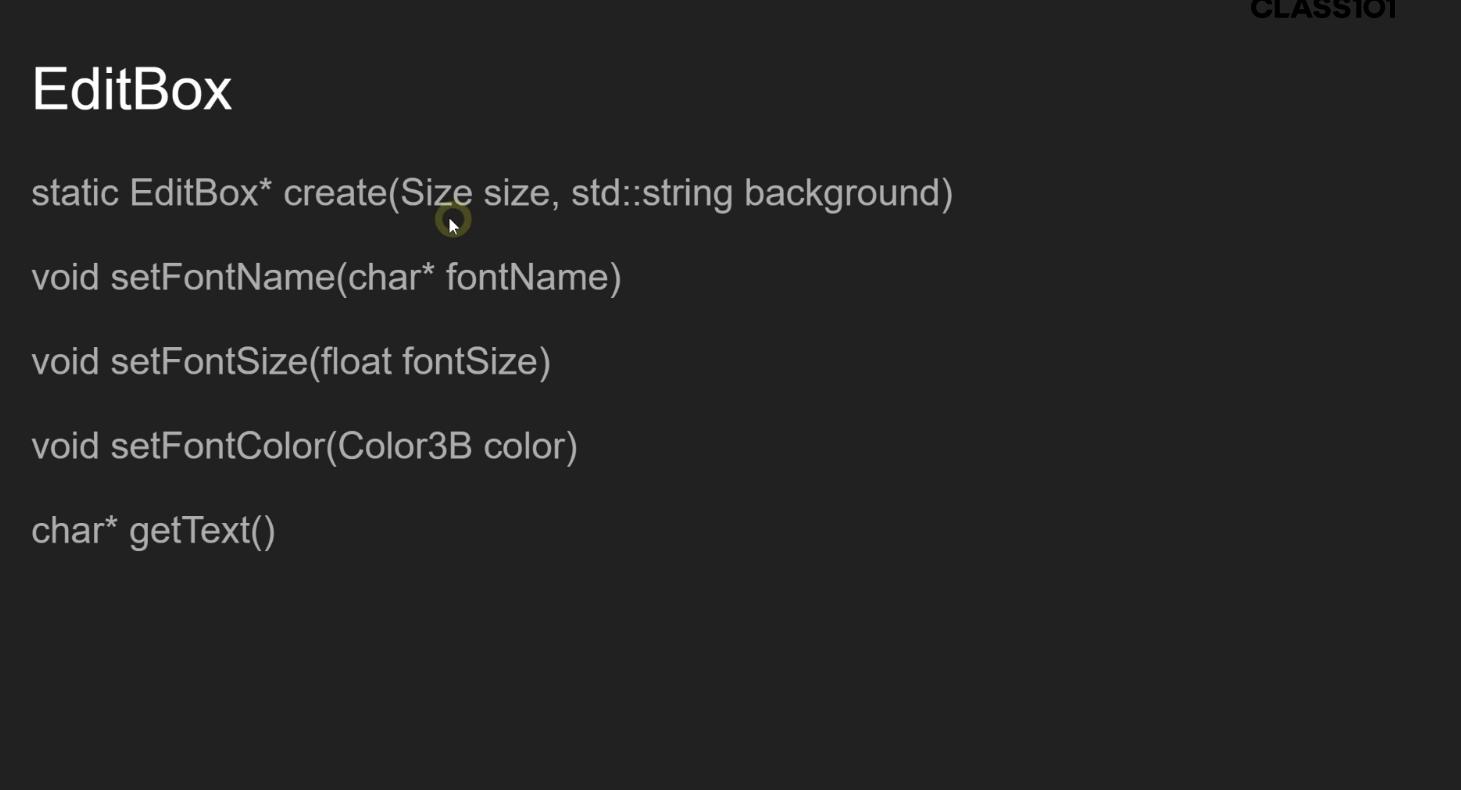 CLASS101
EditBox
static EditBox* create(Size size, std::string background)
void setFontName(char* fontName)
void setFontSize(float fontSize)
void setFontColor(Color3B color)
char* getText()